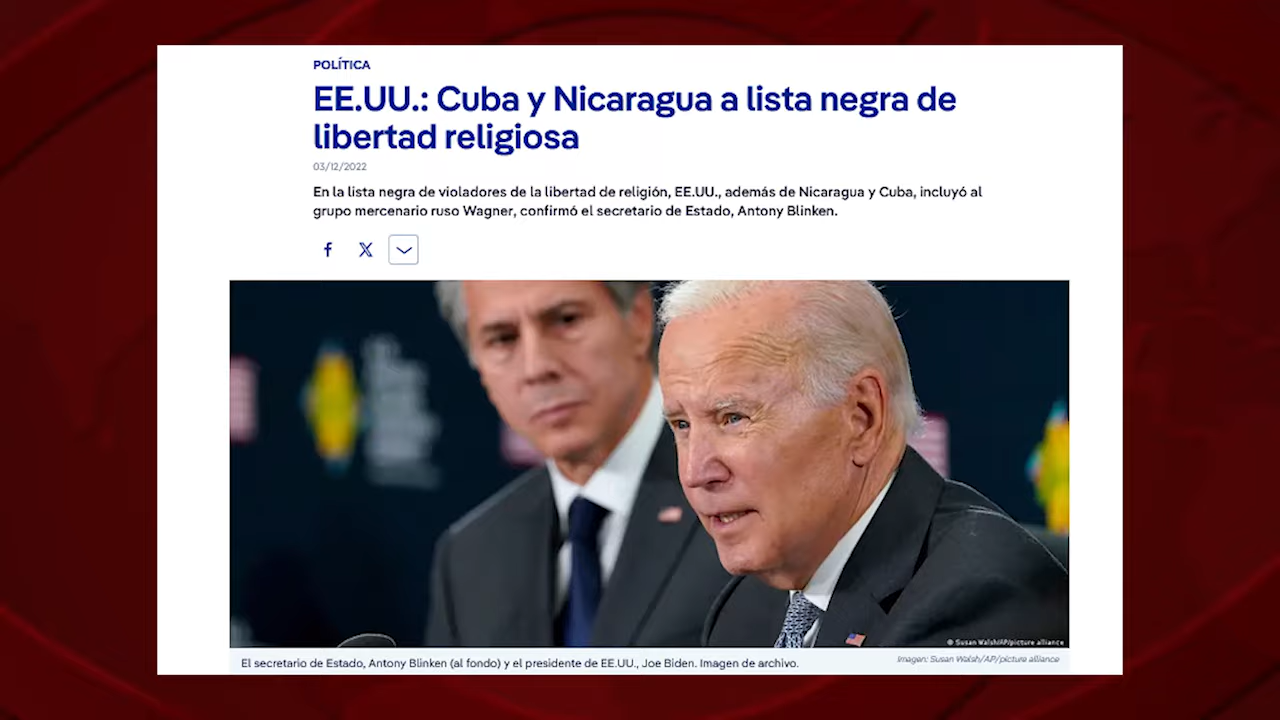 POLÍTICA
EE.UU.: Cuba y Nicaragua a lista negra de
libertad religiosa
03/12/2022
En la lista negra de violadores de la libertad de religión, EE.UU., además de Nicaragua y Cuba, incluyó al
grupo mercenario ruso Wagner, confirmó el secretario de Estado, Antony Blinken.
© Susan Walsh/AP/picture alliance
El secretario de Estado, Antony Blinken (al fondo) y el presidente de EE.UU., Joe Biden. Imagen de archivo.
Imagen: Susan Walsh/AP/picture alliance